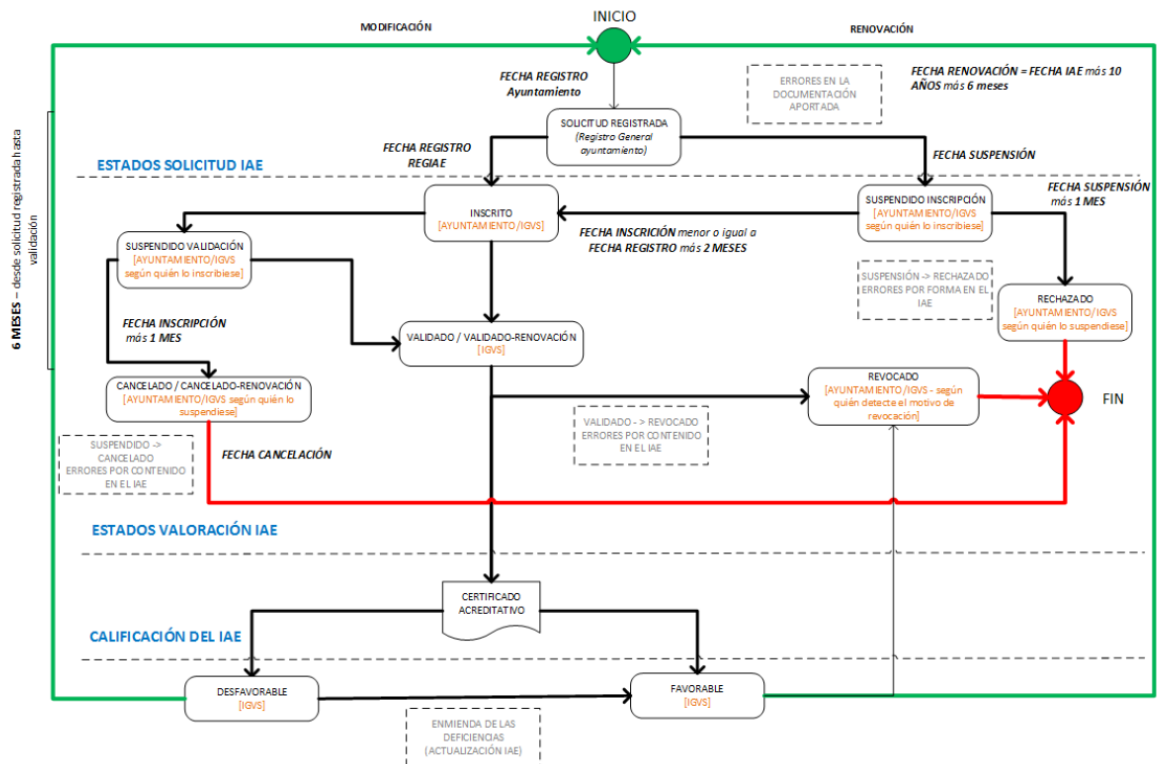 INICIO
MODIFICACIÓN
RENOVACIÓN
FECHA REGISTRO
Ayuntamiento
ERRORES EN LA
DOCUMENTACIÓN
APORTADA
FECHA RENOVACIÓN = FECHA IAE más 10
AÑOS más 6 meses
SOLICITUD REGISTRADA
(Registro General
ayuntamiento)
FECHA REGISTRO
REGIAE
FECHA SUSPENSIÓN
ESTADOS SOLICITUD IAE
6 MESES – desde solicitud registrada hasta
validación
FECHA SUSPENSIÓN
más 1 MES
INSCRITO
[AYUNTAMIENTO/IGVS]
SUSPENDIDO INSCRIPCIÓN
[AYUNTAMIENTO/IGVS
según quién lo inscribiese]
FECHA INSCRICIÓN menor o igual a
FECHA REGISTRO más 2 MESES
SUSPENDIDO VALIDACIÓN
[AYUNTAMIENTO/IGVS
según quién lo inscribiese]
SUSPENSIÓN -> RECHAZADO
ERRORES POR FORMA EN EL
IAE
RECHAZADO
[AYUNTAMIENTO/IGVS
según quién lo suspendiese]
FECHA INSCRIPCIÓN
más 1 MES
VALIDADO / VALIDADO-RENOVACIÓN
[IGVS]
CANCELADO / CANCELADO-RENOVACIÓN
[AYUNTAMIENTO/IGVS según quién lo
suspendiese]
REVOCADO
[AYUNTAMIENTO/IGVS - según
quién detecte el motivo de
revocación]
FIN
VALIDADO - > REVOCADO
ERRORES POR CONTENIDO
EN EL IAE
SUSPENDIDO ->
CANCELADO
ERRORES POR CONTENIDO
EN EL IAE
FECHA CANCELACIÓN
ESTADOS VALORACIÓN IAE
CERTIFICADO
ACREDITATIVO
CALIFICACIÓN DEL IAE
DESFAVORABLE
[IGVS]
FAVORABLE
[IGVS]
ENMIENDA DE LAS
DEFICIENCIAS
(ACTUALIZACIÓN IAE)